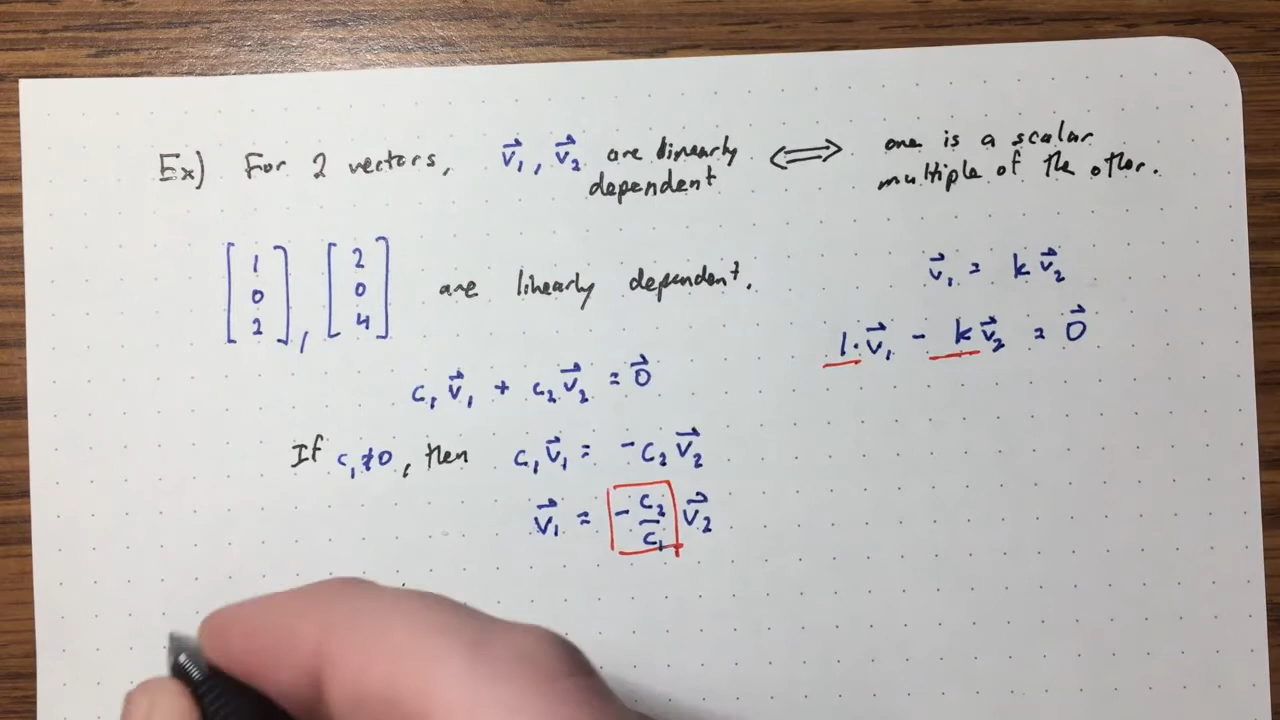 Ex) For 2 vectors, v⃗₁, v⃗₂ are linearly dependent ⟺ one is a scalar multiple of the other.
[1 0 2], [2 0 4] are linearly dependent.
v⃗₁ = k v⃗₂
1·v⃗₁ - k v⃗₂ = 0⃗
c₁v⃗₁ + c₂v⃗₂ = 0⃗
If c₁≠0, then c₁v⃗₁ = -c₂v⃗₂
v⃗₁ = -c₂/c₁ v⃗₂